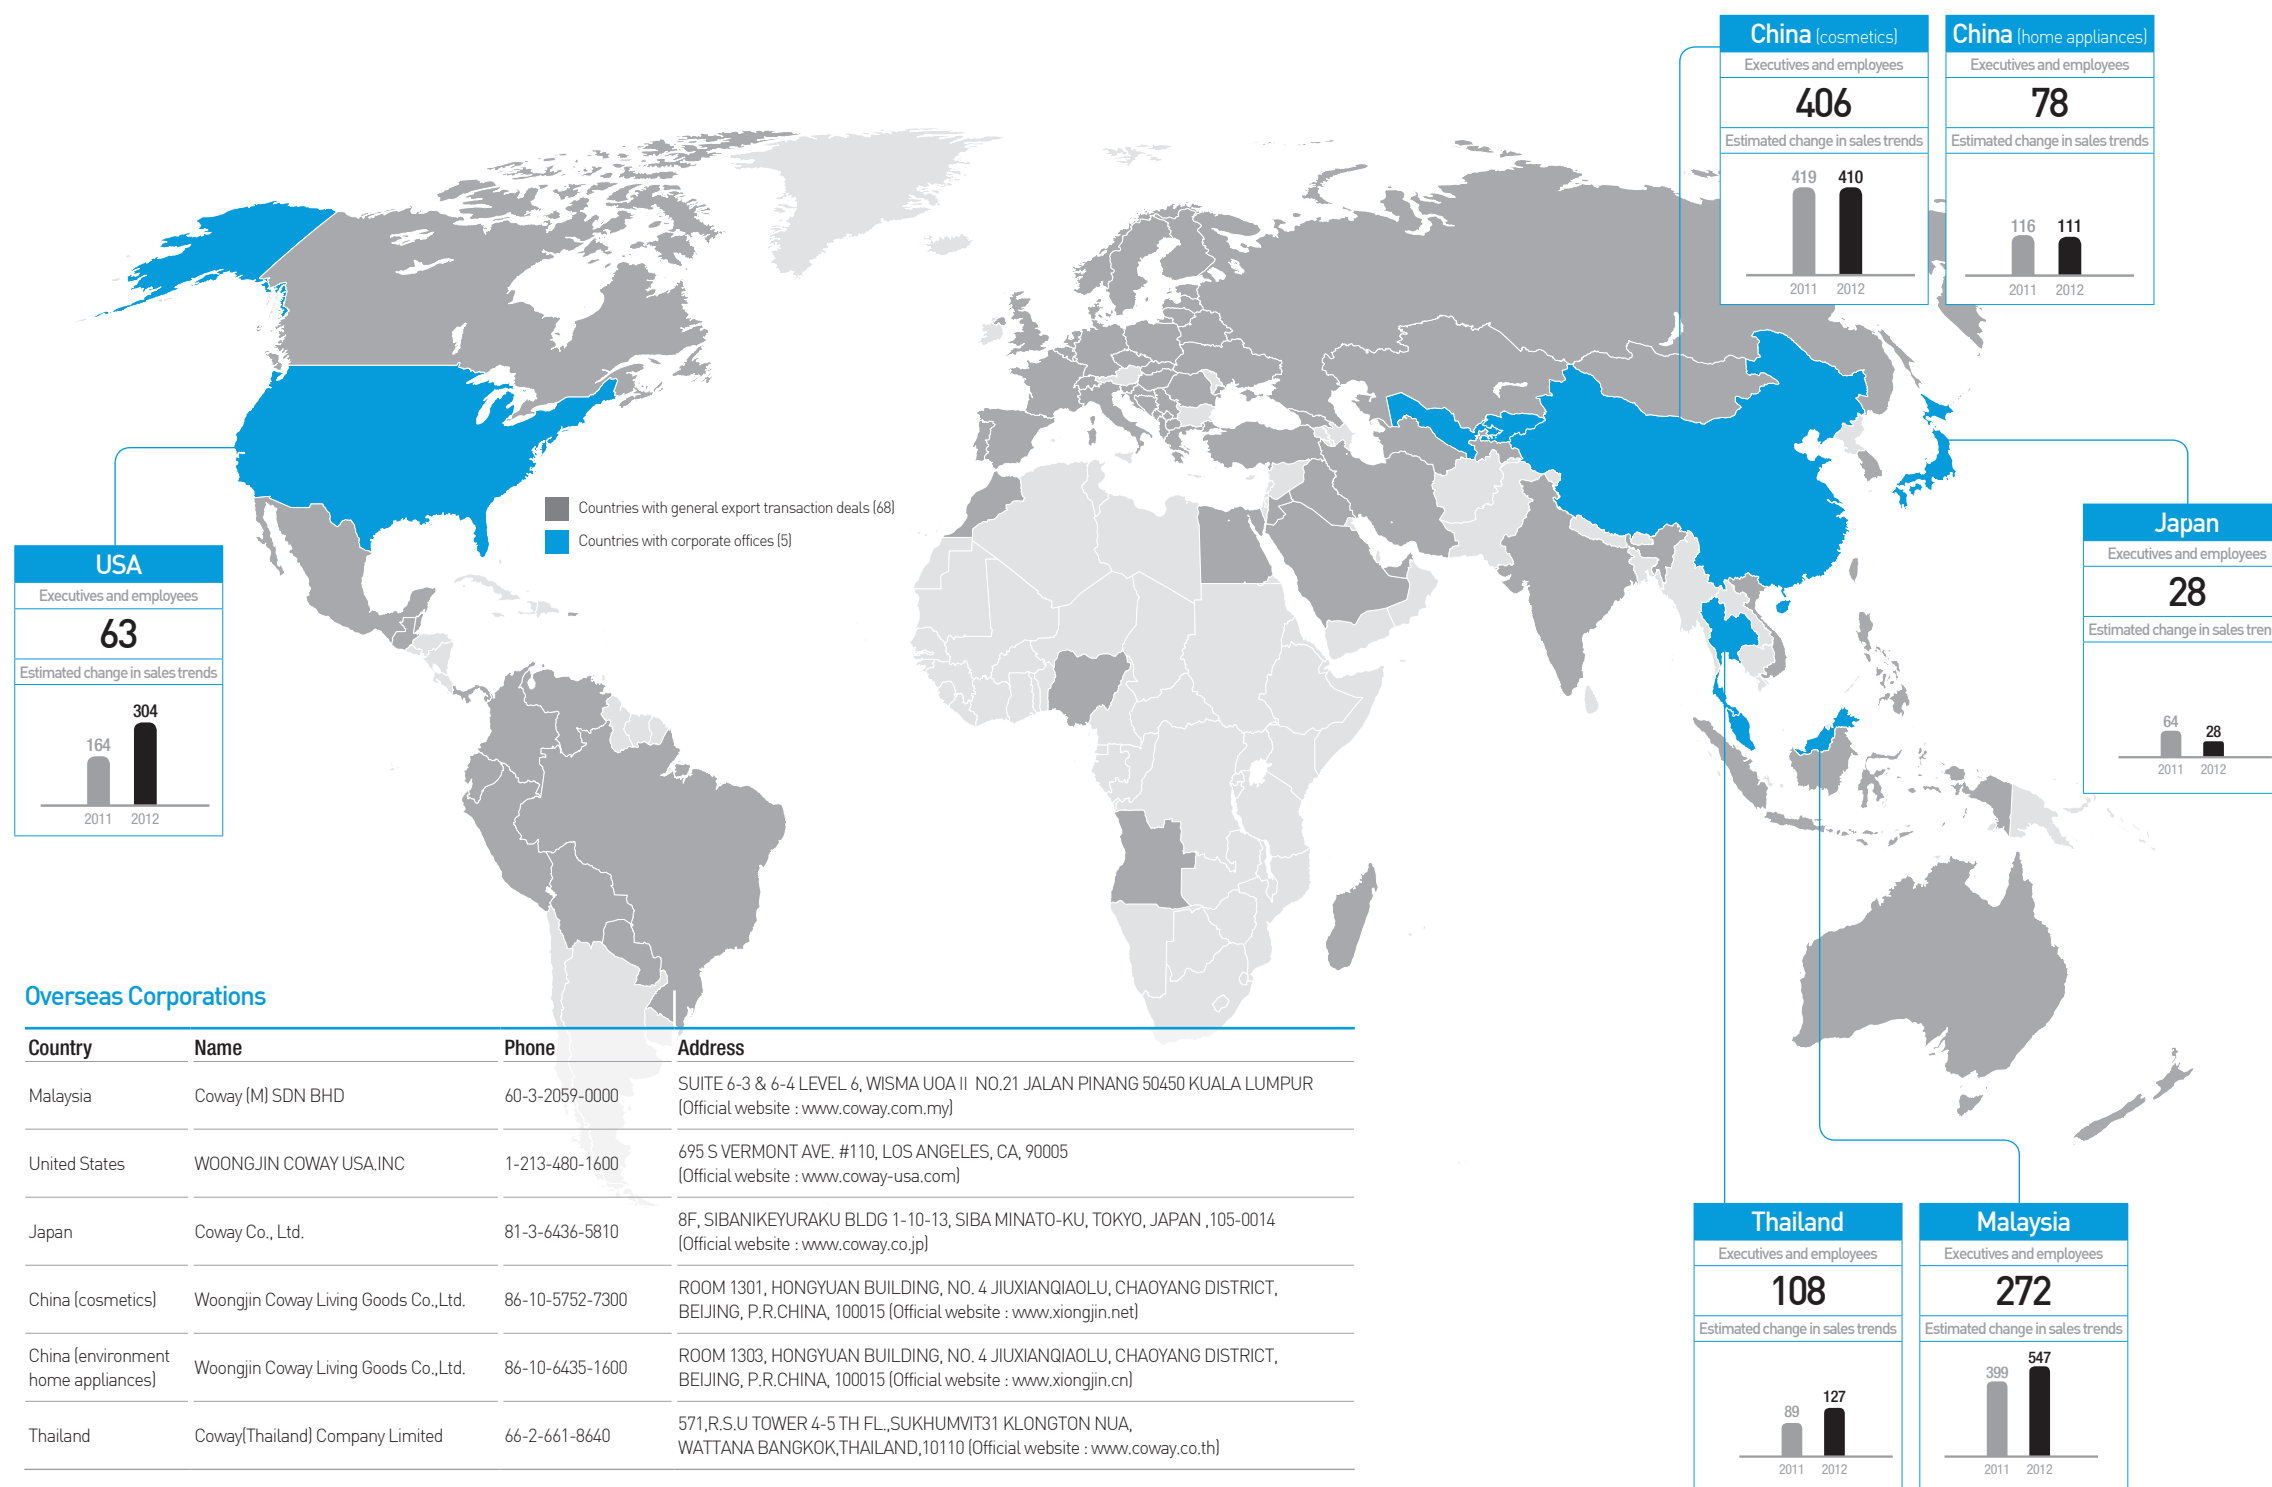 China (cosmetics)
Executives and employees
406
Estimated change in sales trends
419 410
2011 2012
China (home appliances)
Executives and employees
78
Estimated change in sales trends
116 111
2011 2012
Countries with general export transaction deals (68)
Countries with corporate offices (5)
USA
Executives and employees
63
Estimated change in sales trends
164 304
2011 2012
Japan
Executives and employees
28
Estimated change in sales tren
64 28
2011 2012
Overseas Corporations
Country Name Phone Address
Malaysia Coway (M) SDN BHD 60-3-2059-0000 SUITE 6-3 & 6-4 LEVEL 6, WISMA UOA II NO.21 JALAN PINANG 50450 KUALA LUMPUR
(Official website : www.coway.com.my)
United States WOONGJIN COWAY USA.INC 1-213-480-1600 695 S VERMONT AVE. #110, LOS ANGELES, CA, 90005
(Official website : www.coway-usa.com)
Japan Coway Co., Ltd. 81-3-6436-5810 8F, SIBANIKEYURAKU BLDG 1-10-13, SIBA MINATO-KU, TOKYO, JAPAN ,105-0014
(Official website : www.coway.co.jp)
China (cosmetics) Woongjin Coway Living Goods Co.,Ltd. 86-10-5752-7300 ROOM 1301, HONGYUAN BUILDING, NO. 4 JIUXIANQIAOLU, CHAOYANG DISTRICT,
BEIJING, P.R.CHINA, 100015 (Official website : www.xiongjin.net)
China (environment
home appliances) Woongjin Coway Living Goods Co.,Ltd. 86-10-6435-1600 ROOM 1303, HONGYUAN BUILDING, NO. 4 JIUXIANQIAOLU, CHAOYANG DISTRICT,
BEIJING, P.R.CHINA, 100015 (Official website : www.xiongjin.cn)
Thailand Coway(Thailand) Company Limited 66-2-661-8640 571,R.S.U TOWER 4-5 TH FL.,SUKHUMVIT31 KLONGTON NUA,
WATTANA BANGKOK,THAILAND,10110 (Official website : www.coway.co.th)
Thailand
Executives and employees
108
Estimated change in sales trends
89 127
2011 2012
Malaysia
Executives and employees
272
Estimated change in sales trends
399 547
2011 2012